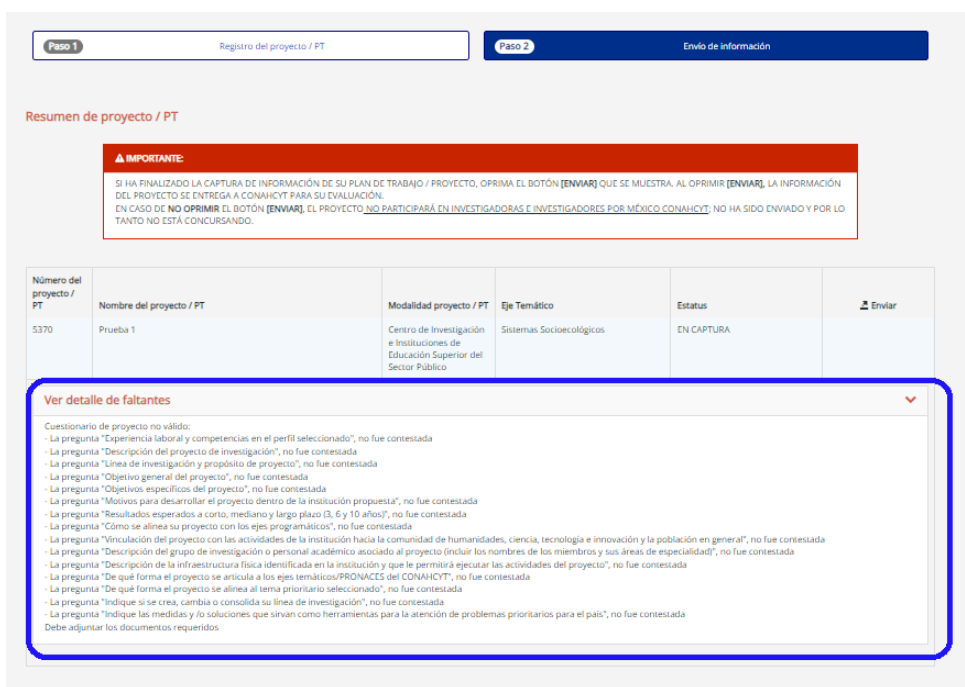 Paso 1
Registro del proyecto / PT
Paso 2
Envío de información
Resumen de proyecto / PT
IMPORTANTE:
SI HA FINALIZADO LA CAPTURA DE INFORMACIÓN DE SU PLAN DE TRABAJO / PROYECTO, OPRIMA EL BOTÓN [ENVIAR] QUE SE MUESTRA. AL OPRIMIR [ENVIAR], LA INFORMACIÓN
DEL PROYECTO SE ENTREGA A CONAHCYT PARA SU EVALUACIÓN.
EN CASO DE NO OPRIMIR EL BOTÓN [ENVIAR], EL PROYECTO NO PARTICIPARÁ EN INVESTIGADORAS E INVESTIGADORES POR MÉXICO CONAHCYT; NO HA SIDO ENVIADO Y POR LO
TANTO NO ESTÁ CONCURSANDO.
Número del
proyecto /
PT
Nombre del proyecto / PT
Modalidad proyecto / PT
Eje Temático
Estatus
Enviar
5370
Prueba 1
Centro de Investigación
e Instituciones de
Educación Superior del
Sector Público
Sistemas Socioecológicos
EN CAPTURA
Ver detalle de faltantes
Cuestionario de proyecto no válido:
- La pregunta "Experiencia laboral y competencias en el perfil seleccionado", no fue contestada
- La pregunta "Descripción del proyecto de investigación", no fue contestada
- La pregunta "Línea de investigación y propósito de proyecto", no fue contestada
- La pregunta "Objetivo general del proyecto", no fue contestada
- La pregunta "Objetivos específicos del proyecto", no fue contestada
- La pregunta "Motivos para desarrollar el proyecto dentro de la institución propuesta", no fue contestada
- La pregunta "Resultados esperados a corto, mediano y largo plazo (3, 6 y 10 años)", no fue contestada
- La pregunta "Cómo se alinea su proyecto con los ejes programáticos", no fue contestada
- La pregunta "Vinculación del proyecto con las actividades de la institución hacia la comunidad de humanidades, ciencia, tecnología e innovación y la población en general", no fue contestada
- La pregunta "Descripción del grupo de investigación o personal académico asociado al proyecto (incluir los nombres de los miembros y sus áreas de especialidad)", no fue contestada
- La pregunta "Descripción de la infraestructura física identificada en la institución y que le permitirá ejecutar las actividades del proyecto", no fue contestada
- La pregunta "De qué forma el proyecto se articula a los ejes temáticos/PRONACES del CONAHCYT", no fue contestada
- La pregunta "De qué forma el proyecto se alinea al tema prioritario seleccionado", no fue contestada
- La pregunta "Indique si se crea, cambia o consolida su línea de investigación", no fue contestada
- La pregunta "Indique las medidas y /o soluciones que sirvan como herramientas para la atención de problemas prioritarios para el país", no fue contestada
Debe adjuntar los documentos requeridos